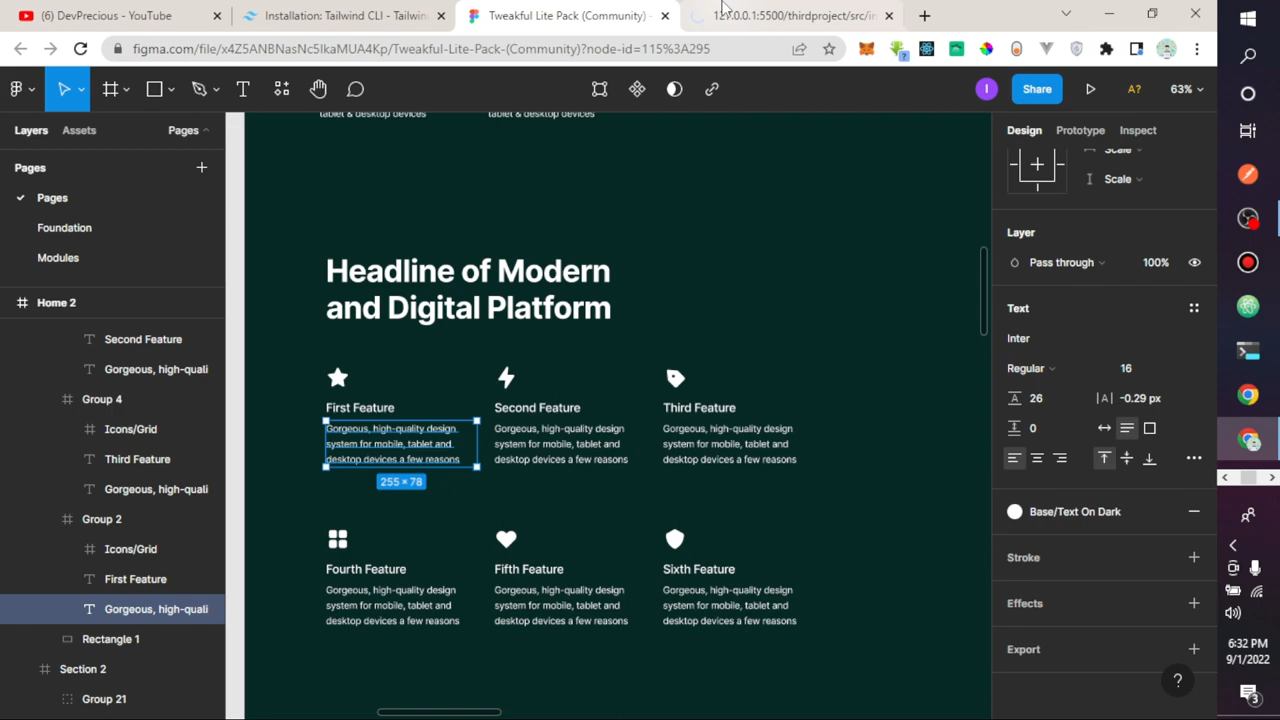 (6) DevPrecious - YouTube
Installation: Tailwind CLI - Tailwin
Tweakful Lite Pack (Community) -
127.0.0.1:5500/thirdproject/src/in
figma.com/file/x4Z5ANBNasNc5IkaMUA4Kp/Tweakful-Lite-Pack-(Community)?node-id=115%3A295
I
Share
A?
63%
Layers
Assets
Pages
Pages
Pages
Foundation
Modules
Home 2
Second Feature
Gorgeous, high-quali
Group 4
Icons/Grid
Third Feature
Gorgeous, high-quali
Group 2
Icons/Grid
First Feature
Gorgeous, high-quali
Rectangle 1
Section 2
Group 21
tablet & desktop devices
tablet & desktop devices
Headline of Modern
and Digital Platform
First Feature
Gorgeous, high-quality design
system for mobile, tablet and
desktop devices a few reasons
255 × 78
Second Feature
Gorgeous, high-quality design
system for mobile, tablet and
desktop devices a few reasons
Third Feature
Gorgeous, high-quality design
system for mobile, tablet and
desktop devices a few reasons
Fourth Feature
Gorgeous, high-quality design
system for mobile, tablet and
desktop devices a few reasons
Fifth Feature
Gorgeous, high-quality design
system for mobile, tablet and
desktop devices a few reasons
Sixth Feature
Gorgeous, high-quality design
system for mobile, tablet and
desktop devices a few reasons
Design
Prototype
Inspect
Scale
Scale
Layer
Pass through
100%
Text
Inter
Regular
16
26
-0.29 px
0
Base/Text On Dark
Stroke
Effects
Export
?
6:32 PM
9/1/2022
3